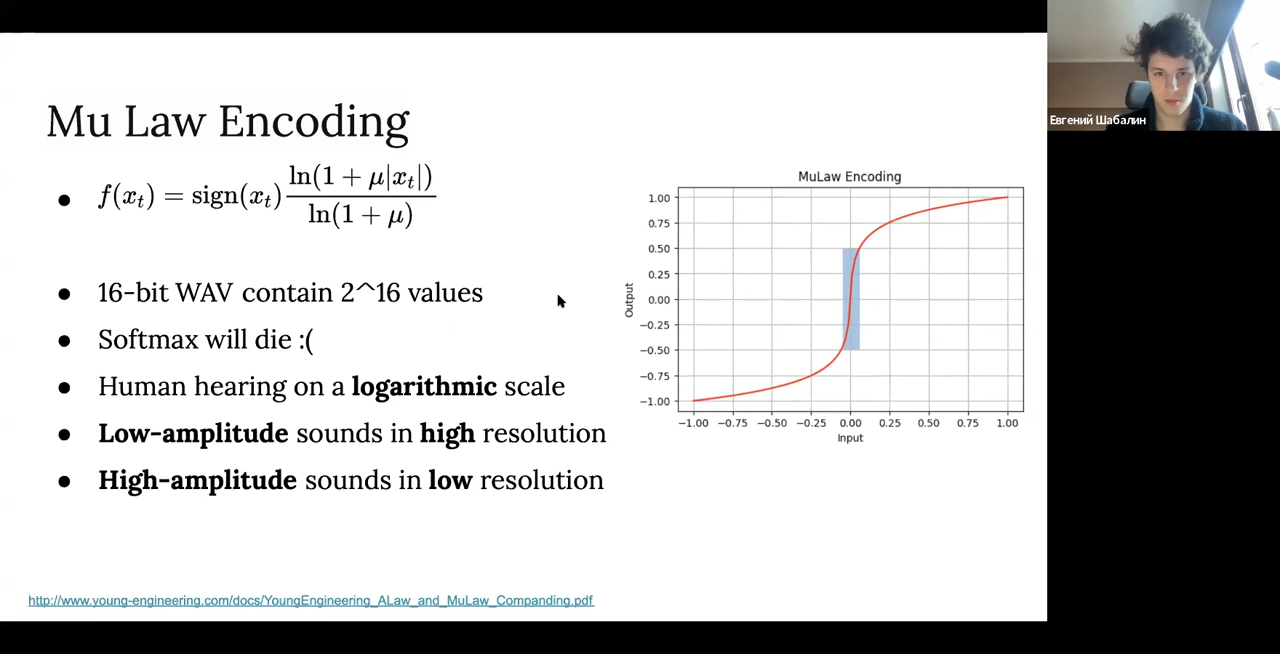 Mu Law Encoding
● f(x_t) = sign(x_t) ln(1 + μ|x_t|) / ln(1 + μ)
● 16-bit WAV contain 2^16 values
● Softmax will die :(
● Human hearing on a logarithmic scale
● Low-amplitude sounds in high resolution
● High-amplitude sounds in low resolution
http://www.young-engineering.com/docs/YoungEngineering_ALaw_and_MuLaw_Companding.pdf
MuLaw Encoding
Output
1.00
0.75
0.50
0.25
0.00
−0.25
−0.50
−0.75
−1.00
−1.00 −0.75 −0.50 −0.25 0.00 0.25 0.50 0.75 1.00
Input
Евгений Шабалин